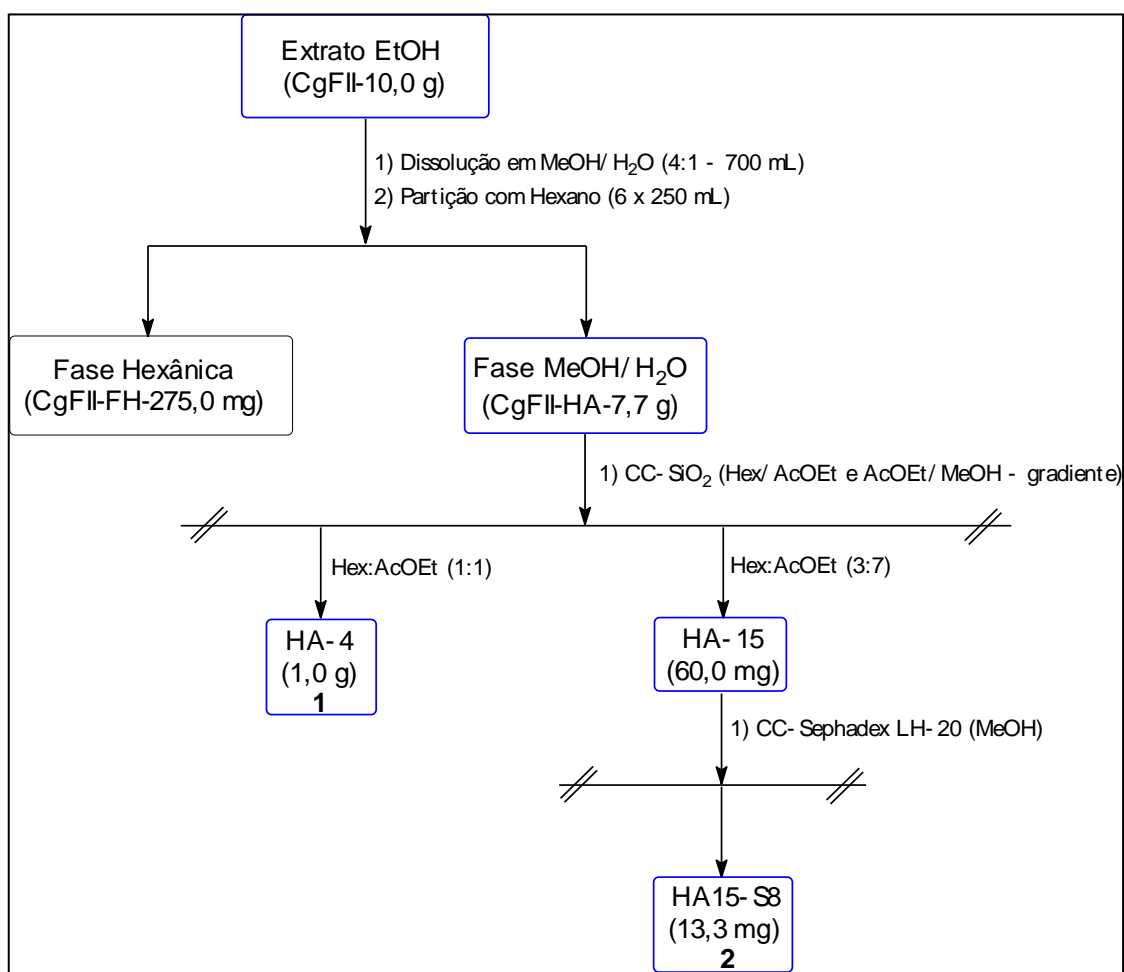 Extrato EtOH
(CgFII-10,0 g)
1) Dissolução em MeOH/ H₂O (4:1 - 700 mL)
2) Partição com Hexano (6 x 250 mL)
Fase Hexânica
(CgFII-FH-275,0 mg)
Fase MeOH/ H₂O
(CgFII-HA-7,7 g)
1) CC- SiO₂ (Hex/ AcOEt e AcOEt/ MeOH - gradiente)
Hex:AcOEt (1:1)
Hex:AcOEt (3:7)
HA- 4
(1,0 g)
1
HA- 15
(60,0 mg)
1) CC- Sephadex LH- 20 (MeOH)
HA15- S8
(13,3 mg)
2